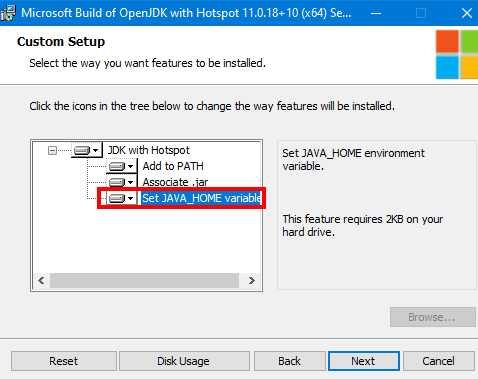 Microsoft Build of OpenJDK with Hotspot 11.0.18+10 (x64) Se...
Custom Setup
Select the way you want features to be installed.
Click the icons in the tree below to change the way features will be installed.
JDK with Hotspot
Add to PATH
Associate .jar
Set JAVA_HOME variable
Set JAVA_HOME environment
variable.
This feature requires 2KB on your
hard drive.
Browse...
Reset
Disk Usage
Back
Next
Cancel